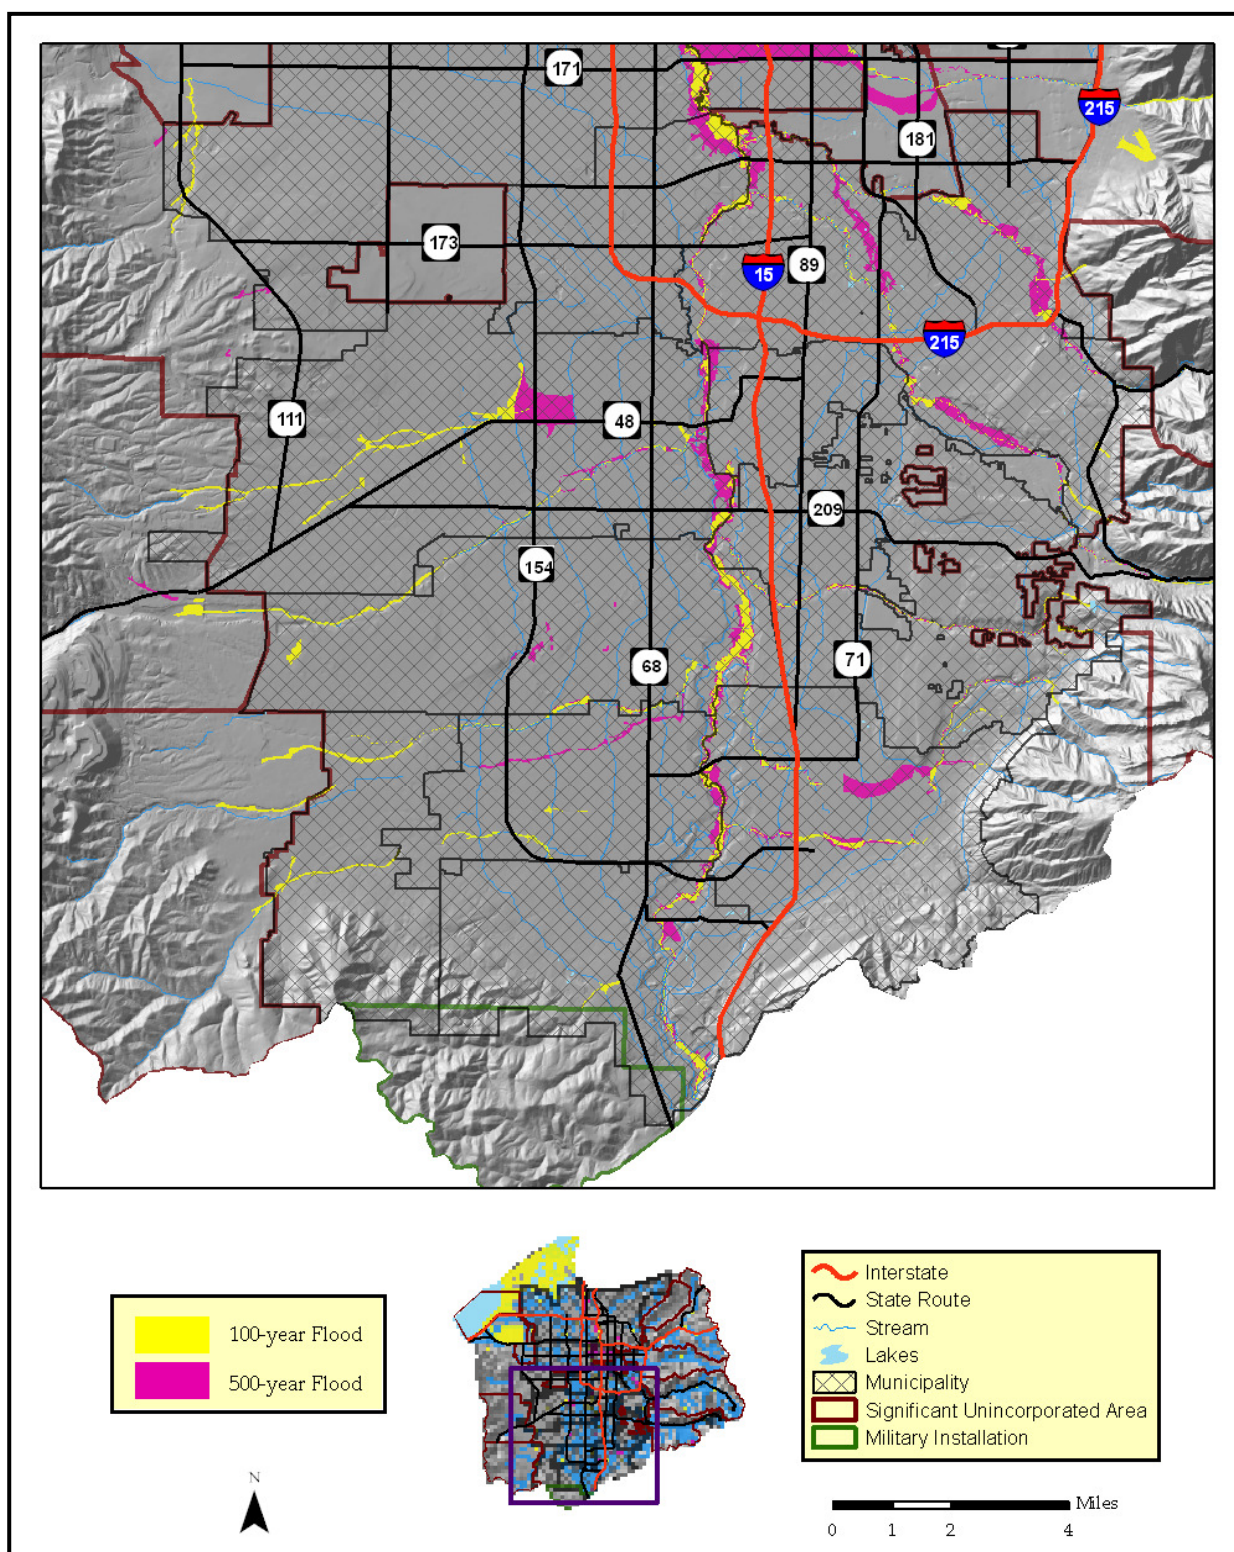 171
215
181
173
15
89
215
111
48
209
154
68
71
100-year Flood
500-year Flood
Interstate
State Route
Stream
Lakes
Municipality
Significant Unincorporated Area
Military Installation
N
Miles
0 1 2 4